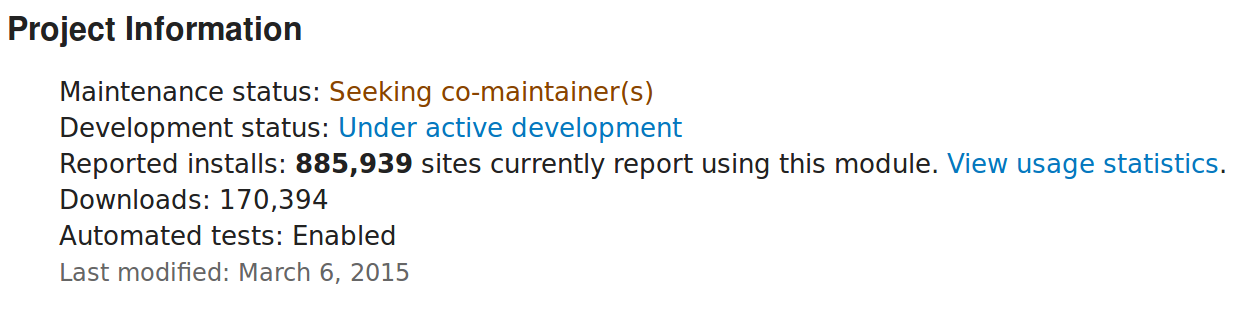 Project Information
Maintenance status: Seeking co-maintainer(s)
Development status: Under active development
Reported installs: 885,939 sites currently report using this module. View usage statistics.
Downloads: 170,394
Automated tests: Enabled
Last modified: March 6, 2015